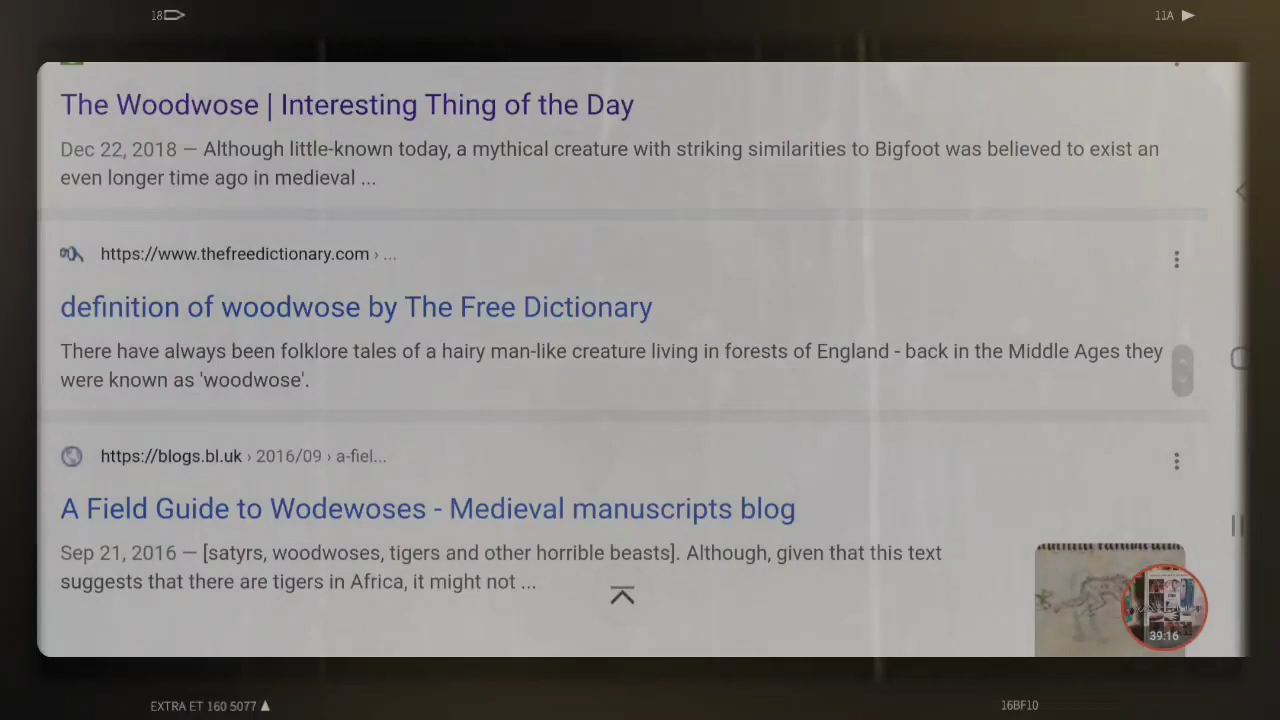 18
11A
The Woodwose | Interesting Thing of the Day
Dec 22, 2018 — Although little-known today, a mythical creature with striking similarities to Bigfoot was believed to exist an
even longer time ago in medieval ...
https://www.thefreedictionary.com › ...
definition of woodwose by The Free Dictionary
There have always been folklore tales of a hairy man-like creature living in forests of England - back in the Middle Ages they
were known as 'woodwose'.
https://blogs.bl.uk › 2016/09 › a-fiel...
A Field Guide to Wodewoses - Medieval manuscripts blog
Sep 21, 2016 — [satyrs, woodwoses, tigers and other horrible beasts]. Although, given that this text
suggests that there are tigers in Africa, it might not ...
39:16
EXTRA ET 160 5077
16BF10